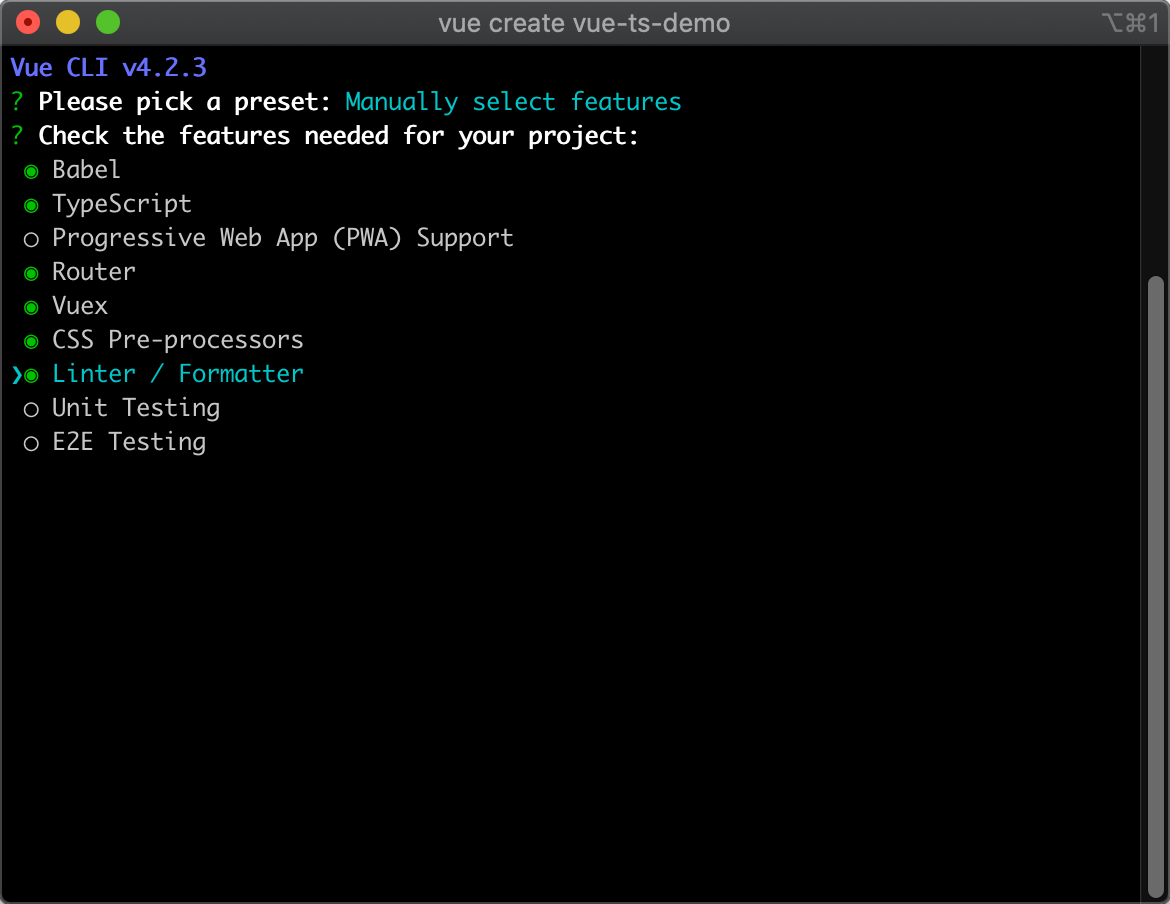 vue create vue-ts-demo
⌥⌘1
Vue CLI v4.2.3
? Please pick a preset: Manually select features
? Check the features needed for your project:
◉ Babel
◉ TypeScript
◯ Progressive Web App (PWA) Support
◉ Router
◉ Vuex
◉ CSS Pre-processors
❯◉ Linter / Formatter
◯ Unit Testing
◯ E2E Testing